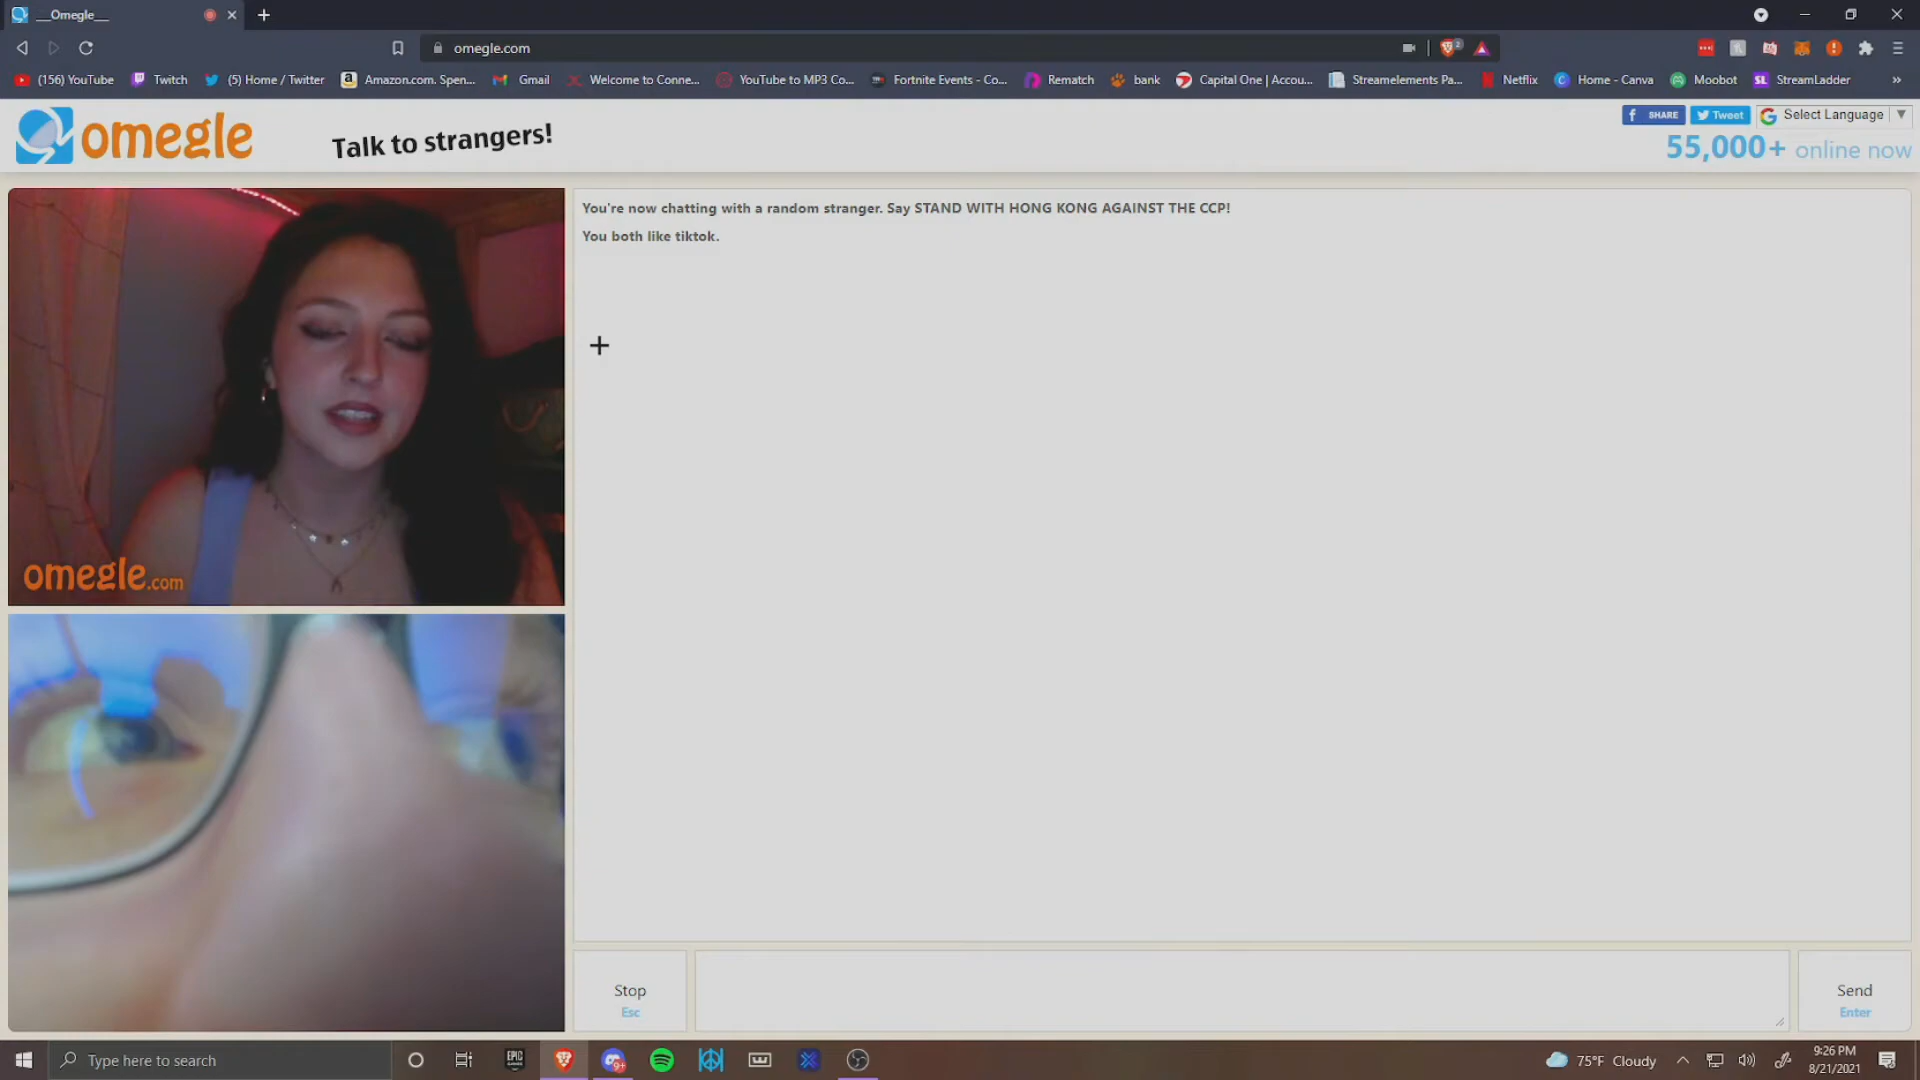 __Omegle__
omegle.com
(156) YouTube
Twitch
(5) Home / Twitter
Amazon.com. Spen...
Gmail
Welcome to Conne...
YouTube to MP3 Co...
Fortnite Events - Co...
Rematch
bank
Capital One | Accou...
Streamelements Pa...
Netflix
Home - Canva
Moobot
SL StreamLadder
»
omegle
Talk to strangers!
f SHARE
Tweet
Select Language
55,000+ online now
You're now chatting with a random stranger. Say STAND WITH HONG KONG AGAINST THE CCP!
You both like tiktok.
omegle.com
Stop
Esc
Send
Enter
Type here to search
EPIC
9+
75°F Cloudy
9:26 PM
8/21/2021